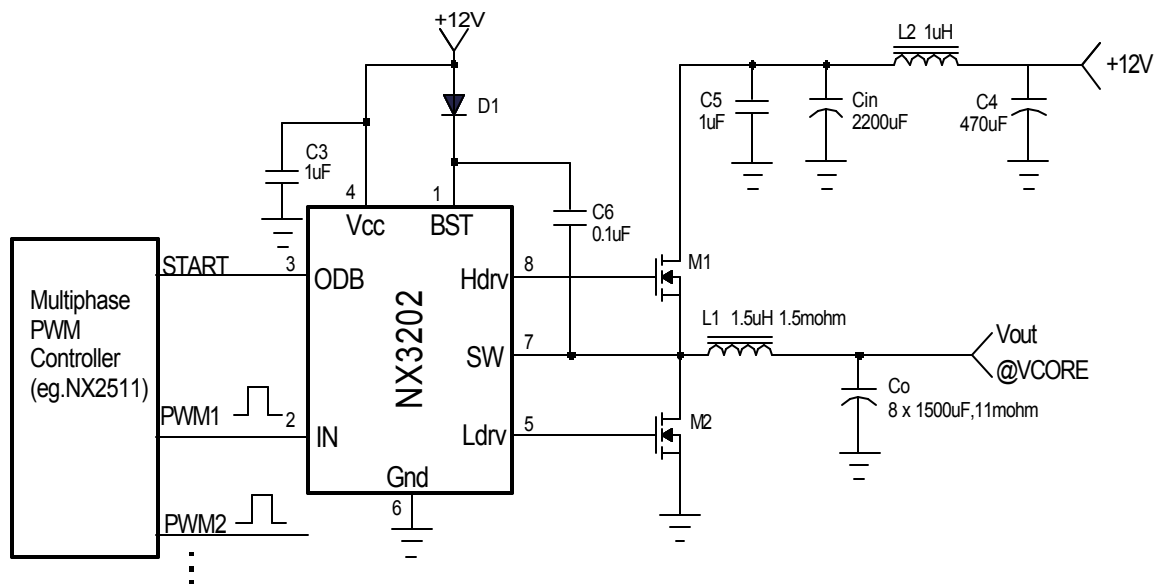 +12V
L2 1uH
+12V
D1
C5
1uF
Cin
2200uF
C4
470uF
C3
1uF
4
1
Vcc
BST
C6
0.1uF
START
3
ODB
Hdrv
8
M1
Multiphase
PWM
Controller
(eg.NX2511)
NX3202
L1 1.5uH 1.5mohm
SW
7
Vout
@VCORE
Co
8 x 1500uF,11mohm
PWM1
2
IN
Ldrv
5
M2
Gnd
6
PWM2